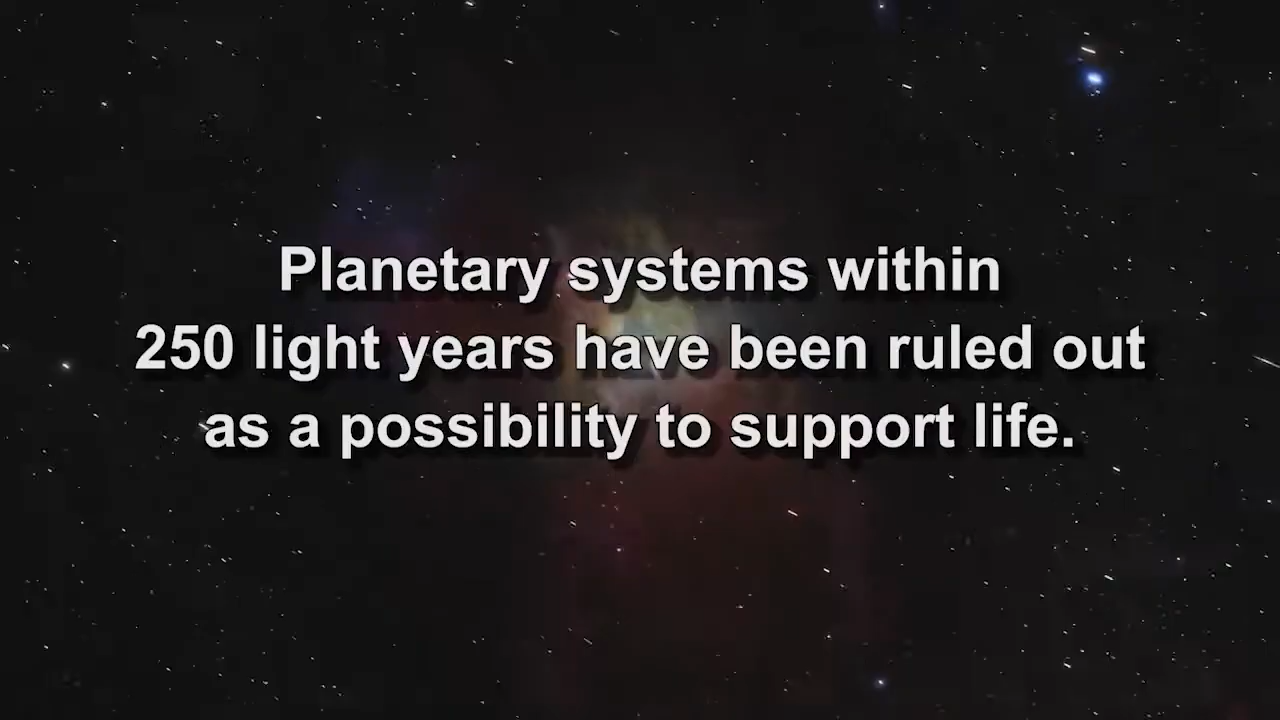 Planetary systems within
250 light years have been ruled out
as a possibility to support life.